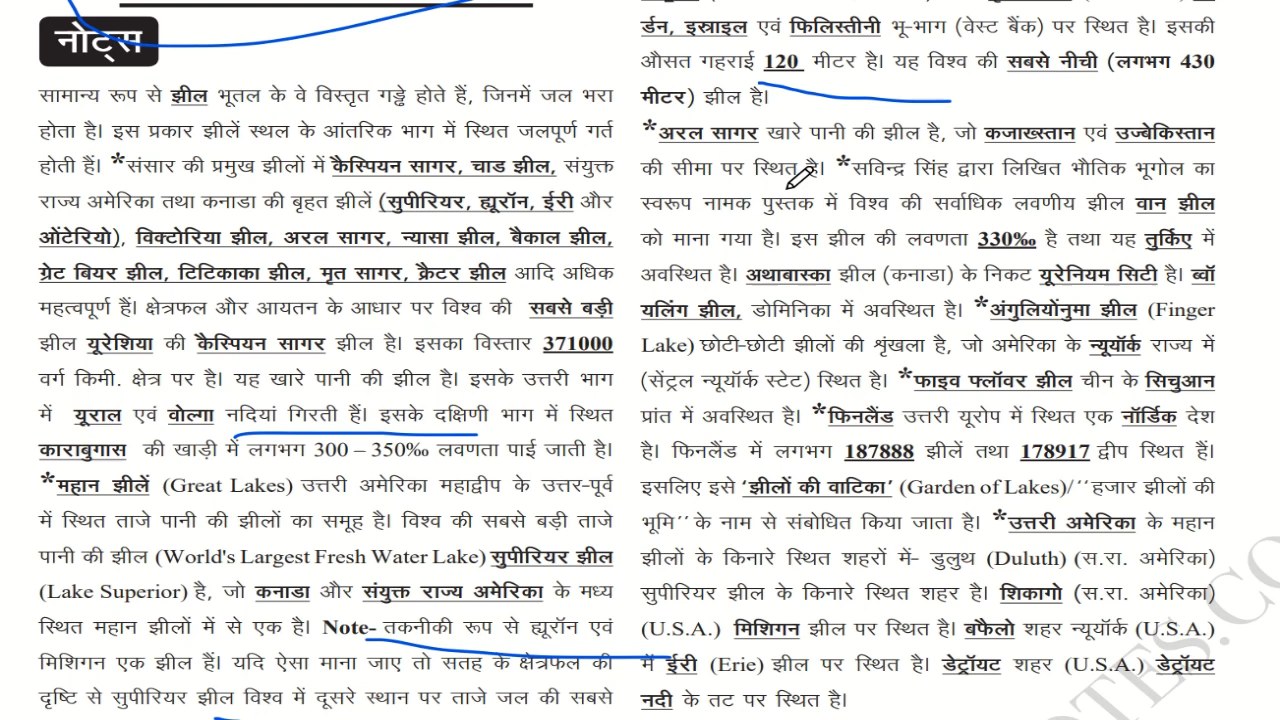 नोट्स
सामान्य रूप से झील भूतल के वे विस्तृत गड्ढे होते हैं, जिनमें जल भरा
होता है। इस प्रकार झीलें स्थल के आंतरिक भाग में स्थित जलपूर्ण गर्त
होती हैं। *संसार की प्रमुख झीलों में कैस्पियन सागर, चाड झील, संयुक्त
राज्य अमेरिका तथा कनाडा की बृहत झीलें (सुपीरियर, ह्यूरॉन, ईरी और
ओंटेरियो), विक्टोरिया झील, अरल सागर, न्यासा झील, बैकाल झील,
ग्रेट बियर झील, टिटिकाका झील, मृत सागर, क्रैटर झील आदि अधिक
महत्वपूर्ण हैं। क्षेत्रफल और आयतन के आधार पर विश्व की सबसे बड़ी
झील यूरेशिया की कैस्पियन सागर झील है। इसका विस्तार 371000
वर्ग किमी. क्षेत्र पर है। यह खारे पानी की झील है। इसके उत्तरी भाग
में यूराल एवं वोल्गा नदियां गिरती हैं। इसके दक्षिणी भाग में स्थित
काराबुगास की खाड़ी में लगभग 300 – 350‰ लवणता पाई जाती है।
*महान झीलें (Great Lakes) उत्तरी अमेरिका महाद्वीप के उत्तर-पूर्व
में स्थित ताजे पानी की झीलों का समूह है। विश्व की सबसे बड़ी ताजे
पानी की झील (World's Largest Fresh Water Lake) सुपीरियर झील
(Lake Superior) है, जो कनाडा और संयुक्त राज्य अमेरिका के मध्य
स्थित महान झीलों में से एक है। Note- तकनीकी रूप से ह्यूरॉन एवं
मिशिगन एक झील हैं। यदि ऐसा माना जाए तो सतह के क्षेत्रफल की
दृष्टि से सुपीरियर झील विश्व में दूसरे स्थान पर ताजे जल की सबसे
र्डन, इस्राइल एवं फिलिस्तीनी भू-भाग (वेस्ट बैंक) पर स्थित है। इसकी
औसत गहराई 120 मीटर है। यह विश्व की सबसे नीची (लगभग 430
मीटर) झील है।
*अरल सागर खारे पानी की झील है, जो कजाख्स्तान एवं उज्बेकिस्तान
की सीमा पर स्थित है। *सविन्द्र सिंह द्वारा लिखित भौतिक भूगोल का
स्वरूप नामक पुस्तक में विश्व की सर्वाधिक लवणीय झील वान झील
को माना गया है। इस झील की लवणता 330‰ है तथा यह तुर्किए में
अवस्थित है। अथाबास्का झील (कनाडा) के निकट यूरेनियम सिटी है। ब्वॉ
यलिंग झील, डोमिनिका में अवस्थित है। *अंगुलियोंनुमा झील (Finger
Lake) छोटी-छोटी झीलों की शृंखला है, जो अमेरिका के न्यूयॉर्क राज्य में
(सेंट्रल न्यूयॉर्क स्टेट) स्थित है। *फाइव फ्लॉवर झील चीन के सिचुआन
प्रांत में अवस्थित है। *फिनलैंड उत्तरी यूरोप में स्थित एक नॉर्डिक देश
है। फिनलैंड में लगभग 187888 झीलें तथा 178917 द्वीप स्थित हैं।
इसलिए इसे 'झीलों की वाटिका' (Garden of Lakes)/''हजार झीलों की
भूमि'' के नाम से संबोधित किया जाता है। *उत्तरी अमेरिका के महान
झीलों के किनारे स्थित शहरों में- डुलुथ (Duluth) (स.रा. अमेरिका)
सुपीरियर झील के किनारे स्थित शहर है। शिकागो (स.रा. अमेरिका)
(U.S.A.) मिशिगन झील पर स्थित है। बफैलो शहर न्यूयॉर्क (U.S.A.)
में ईरी (Erie) झील पर स्थित है। डेट्रॉयट शहर (U.S.A.) डेट्रॉयट
नदी के तट पर स्थित है।